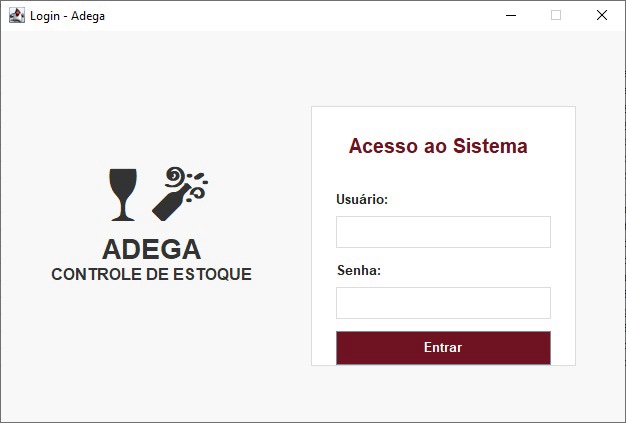 Login - Adega
ADEGA
CONTROLE DE ESTOQUE
Acesso ao Sistema
Usuário:
Senha:
Entrar